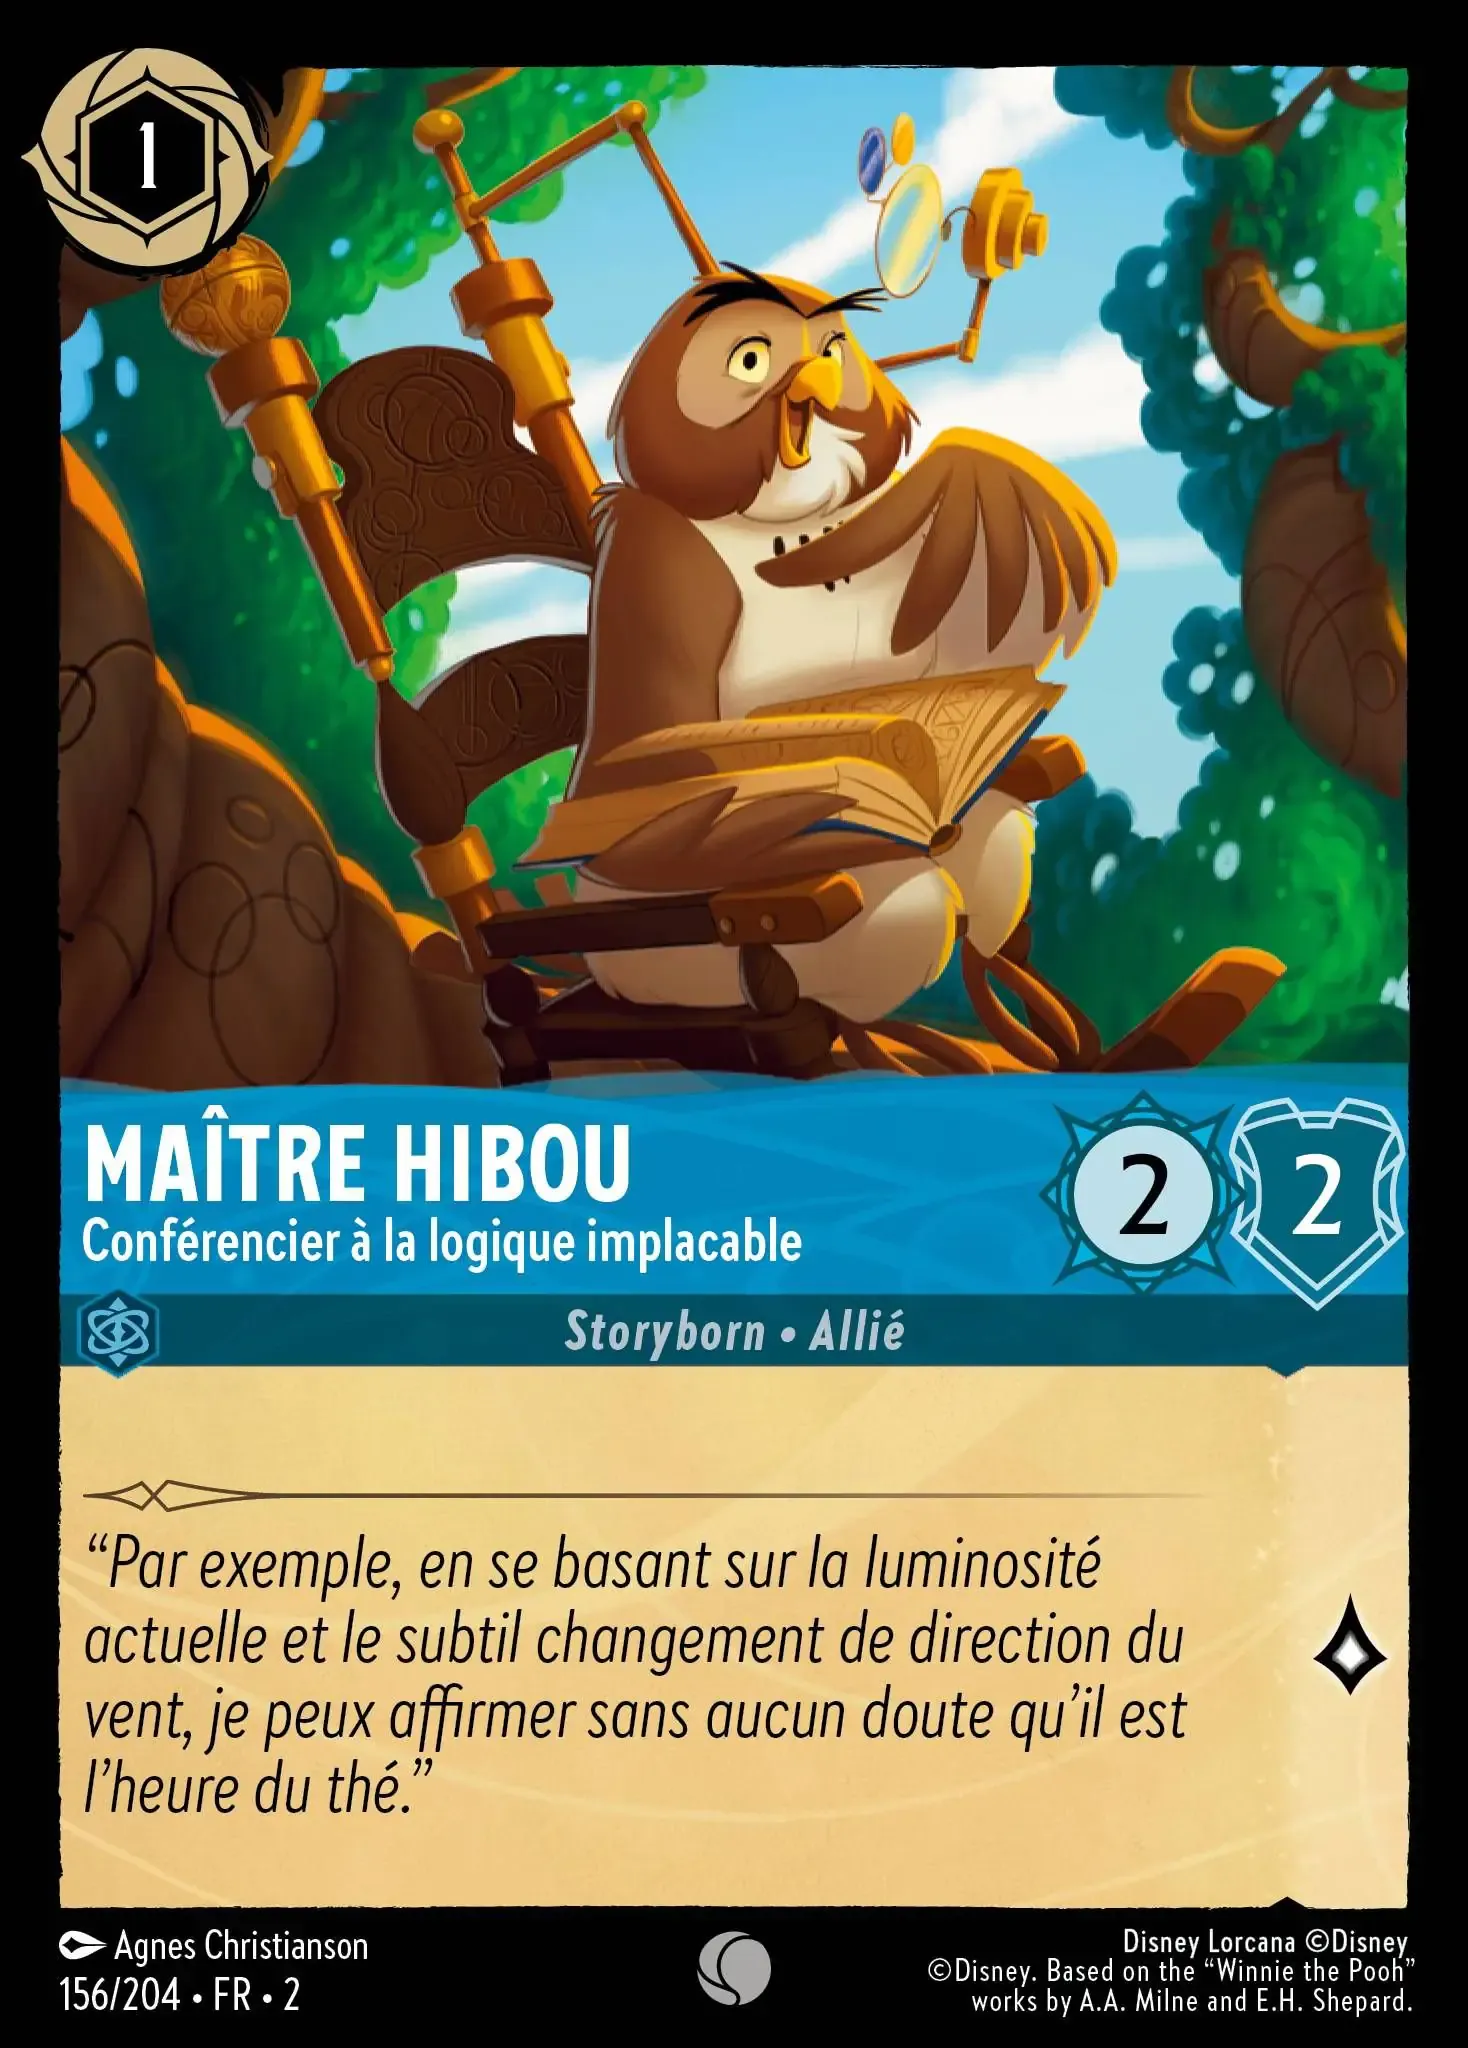 1
MAÎTRE HIBOU
Conférencier à la logique implacable
2
2
Storyborn • Allié
“Par exemple, en se basant sur la luminosité
actuelle et le subtil changement de direction du
vent, je peux affirmer sans aucun doute qu’il est
l’heure du thé.”
Agnes Christianson
156/204 • FR • 2
Disney Lorcana ©Disney
©Disney. Based on the “Winnie the Pooh”
works by A.A. Milne and E.H. Shepard.